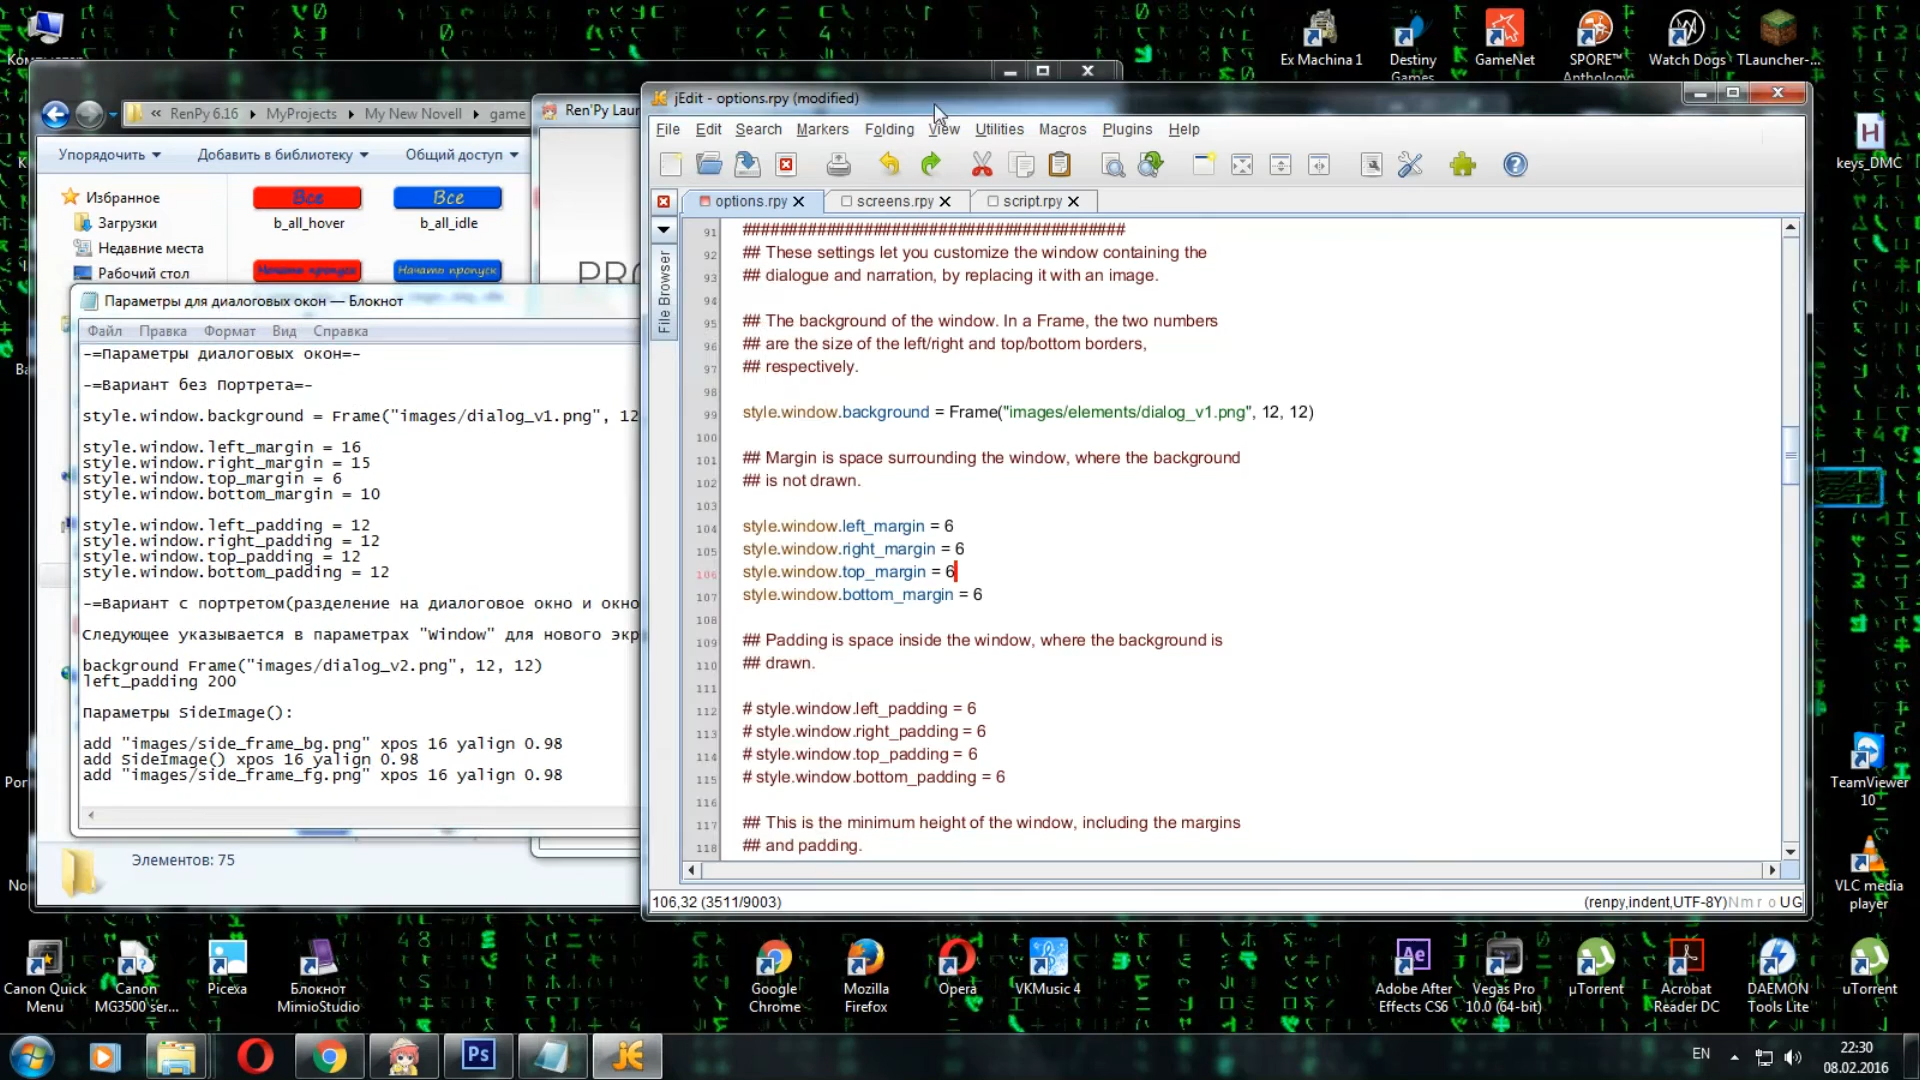 Ex Machina 1
Destiny
Games
GameNet
SPORE™
Anthology
Watch Dogs
TLauncher-...
keys_DMC
RenPy 6.16
MyProjects
My New Novell
game
Упорядочить
Добавить в библиотеку
Общий доступ
Избранное
Загрузки
Недавние места
Рабочий стол
Все
b_all_hover
Все
b_all_idle
Начать пропуск
Начать пропуск
Элементов: 75
Ren'Py Laun
PRO
Параметры для диалоговых окон — Блокнот
Файл Правка Формат Вид Справка
-=Параметры диалоговых окон=-
-=Вариант без Портрета=-
style.window.background = Frame("images/dialog_v1.png", 12
style.window.left_margin = 16
style.window.right_margin = 15
style.window.top_margin = 6
style.window.bottom_margin = 10
style.window.left_padding = 12
style.window.right_padding = 12
style.window.top_padding = 12
style.window.bottom_padding = 12
-=Вариант с портретом(разделение на диалоговое окно и окно
Следующее указывается в параметрах "Window" для нового экр
background Frame("images/dialog_v2.png", 12, 12)
left_padding 200
Параметры SideImage():
add "images/side_frame_bg.png" xpos 16 yalign 0.98
add SideImage() xpos 16 yalign 0.98
add "images/side_frame_fg.png" xpos 16 yalign 0.98
jEdit - options.rpy (modified)
File Edit Search Markers Folding View Utilities Macros Plugins Help
options.rpy
screens.rpy
script.rpy
File Browser
91 #########################################
92 ## These settings let you customize the window containing the
93 ## dialogue and narration, by replacing it with an image.
94
95 ## The background of the window. In a Frame, the two numbers
96 ## are the size of the left/right and top/bottom borders,
97 ## respectively.
98
99 style.window.background = Frame("images/elements/dialog_v1.png", 12, 12)
100
101 ## Margin is space surrounding the window, where the background
102 ## is not drawn.
103
104 style.window.left_margin = 6
105 style.window.right_margin = 6
106 style.window.top_margin = 6
107 style.window.bottom_margin = 6
108
109 ## Padding is space inside the window, where the background is
110 ## drawn.
111
112 # style.window.left_padding = 6
113 # style.window.right_padding = 6
114 # style.window.top_padding = 6
115 # style.window.bottom_padding = 6
116
117 ## This is the minimum height of the window, including the margins
118 ## and padding.
106,32 (3511/9003)
(renpy,indent,UTF-8Y)Nm r o UG
TeamViewer
10
VLC media
player
Canon Quick
Menu
Canon
MG3500 ser...
Picexa
Блокнот
MimioStudio
Google
Chrome
Mozilla
Firefox
Opera
VKMusic 4
Adobe After
Effects CS6
Vegas Pro
10.0 (64-bit)
µTorrent
Acrobat
Reader DC
DAEMON
Tools Lite
uTorrent
Ps
EN
22:30
08.02.2016